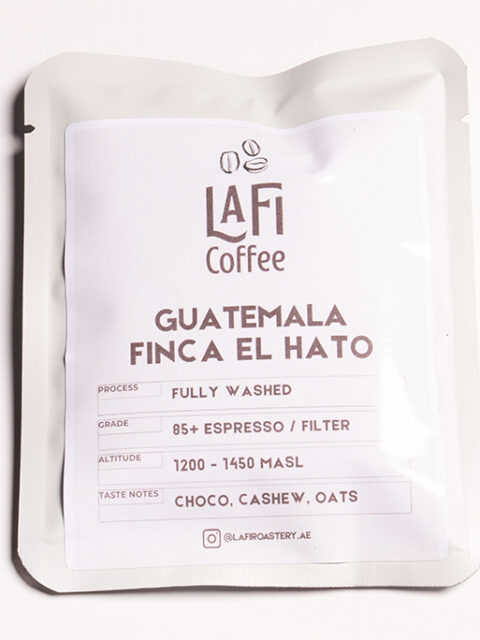 LAFI
Coffee
GUATEMALA
FINCA EL HATO
PROCESS FULLY WASHED
GRADE 85+ ESPRESSO / FILTER
ALTITUDE 1200 - 1450 MASL
TASTE NOTES CHOCO, CASHEW, OATS
@LAFIROASTERY.AE